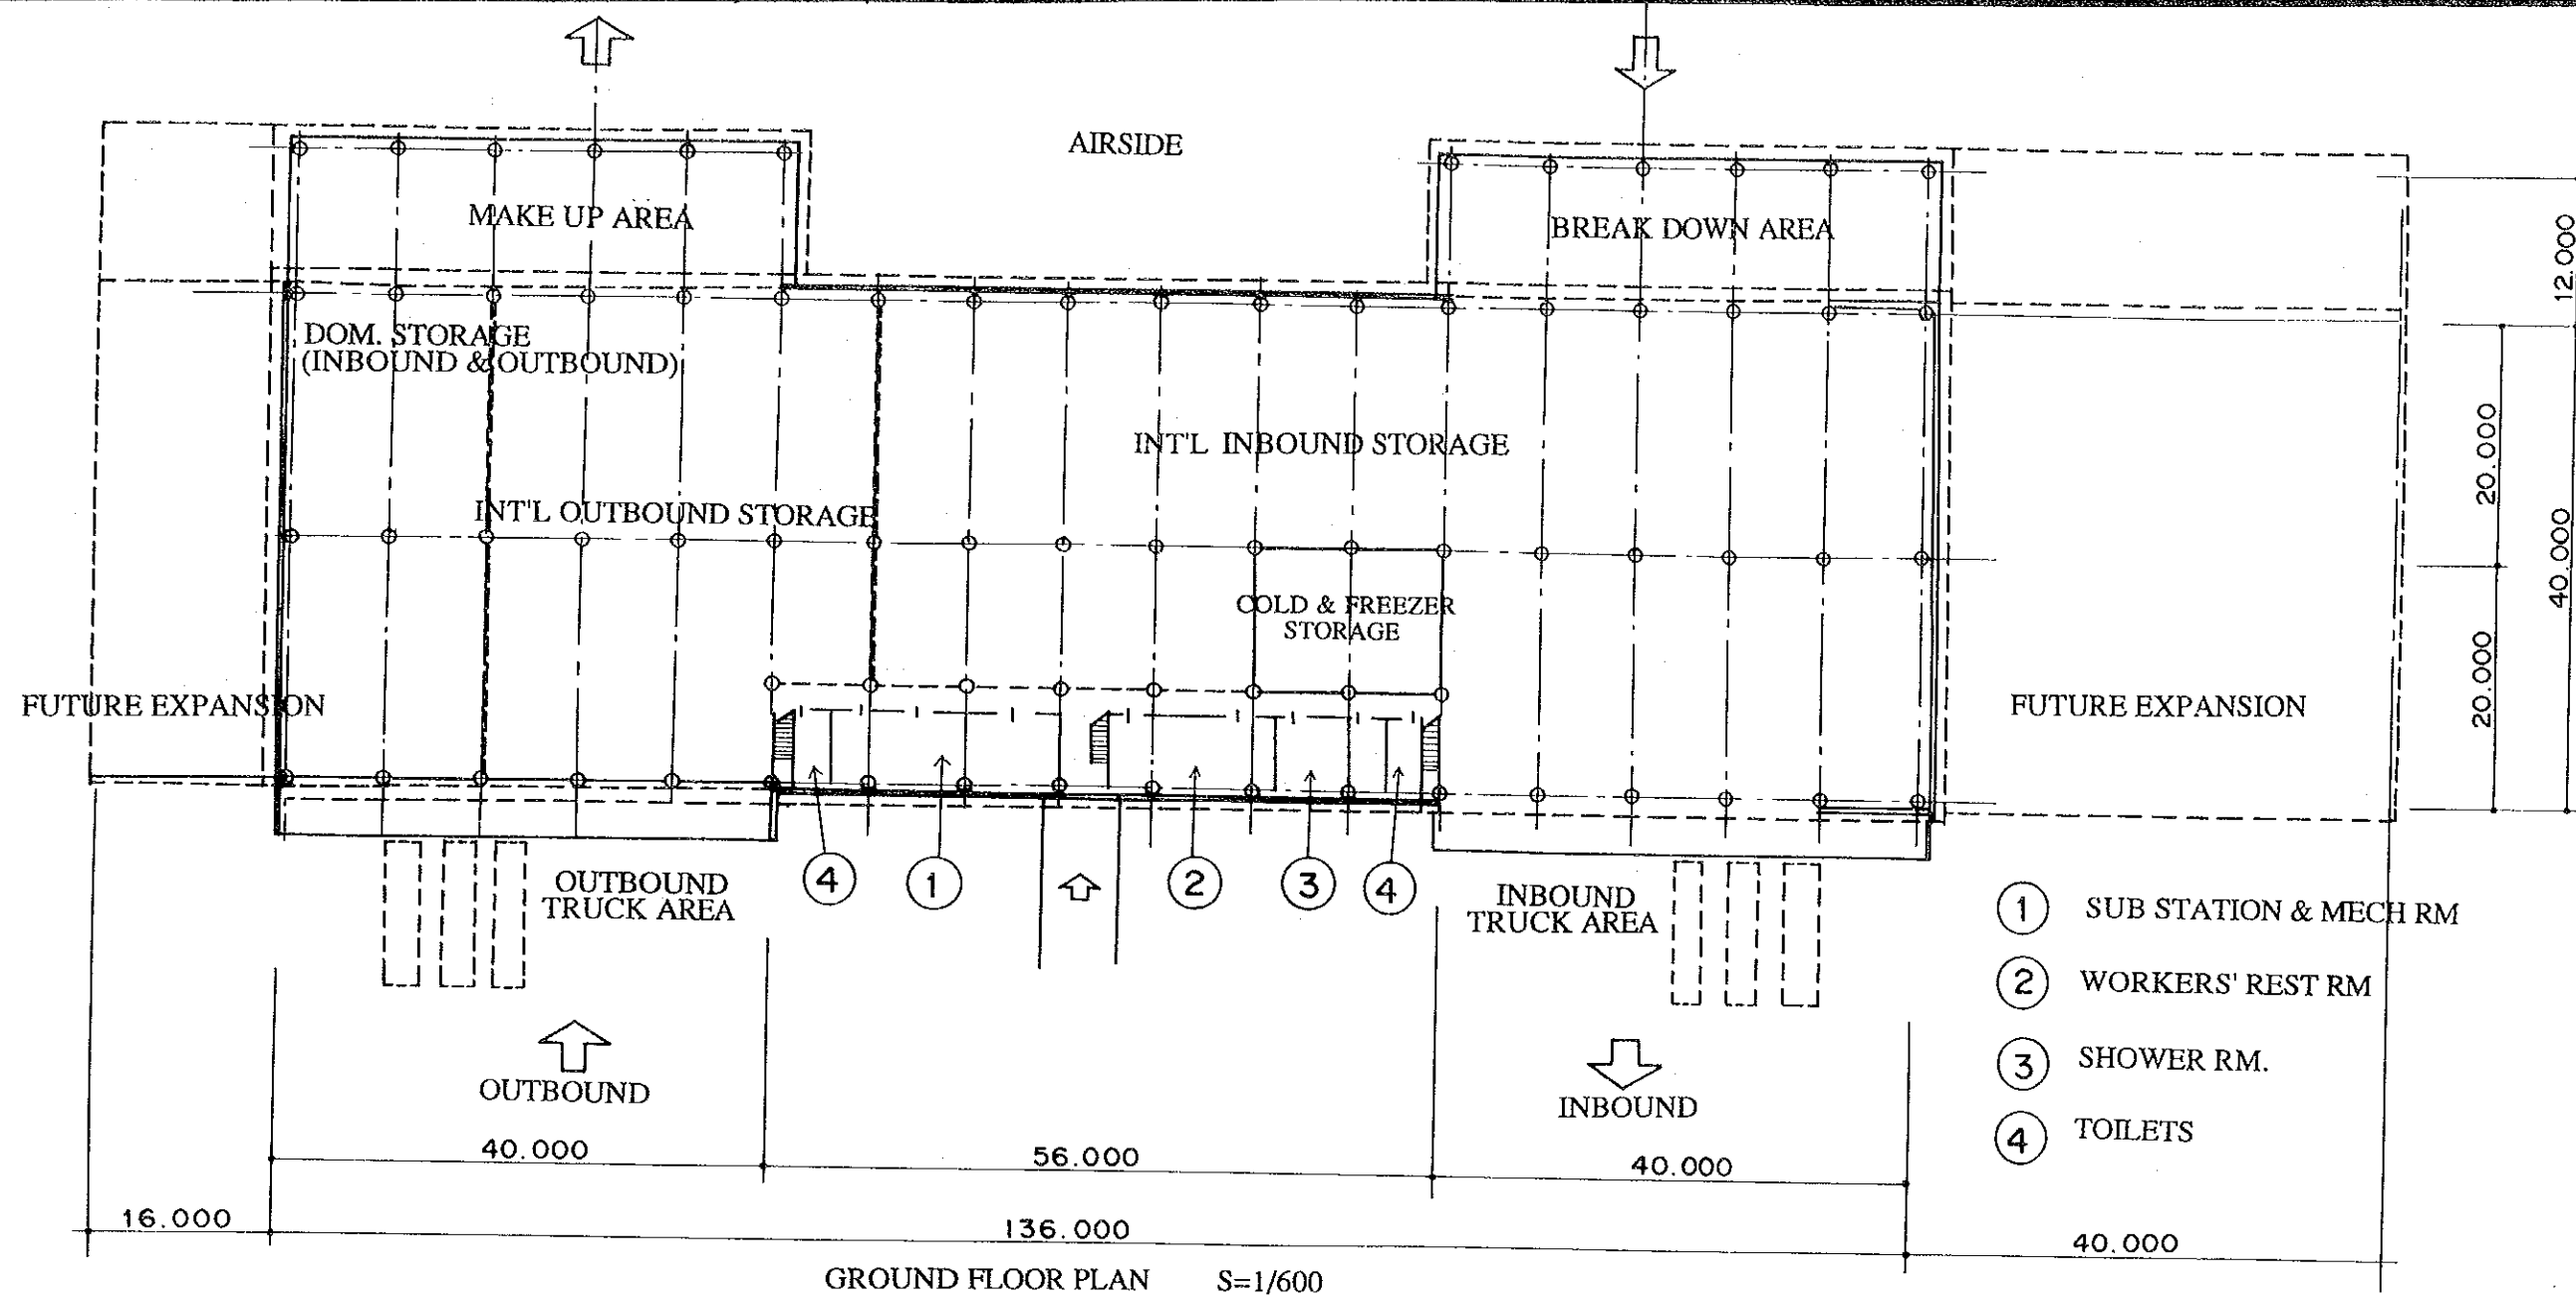 AIRSIDE
MAKE UP AREA
BREAK DOWN AREA
12.000
DOM. STORAGE
(INBOUND & OUTBOUND)
INT'L INBOUND STORAGE
20.000
INT'L OUTBOUND STORAGE
40.000
COLD & FREEZER
STORAGE
20.000
FUTURE EXPANSION
FUTURE EXPANSION
4
1
2
3
4
OUTBOUND
TRUCK AREA
INBOUND
TRUCK AREA
1 SUB STATION & MECH RM
2 WORKERS' REST RM
3 SHOWER RM.
4 TOILETS
OUTBOUND
INBOUND
40.000
56.000
40.000
16.000
136.000
40.000
GROUND FLOOR PLAN S=1/600